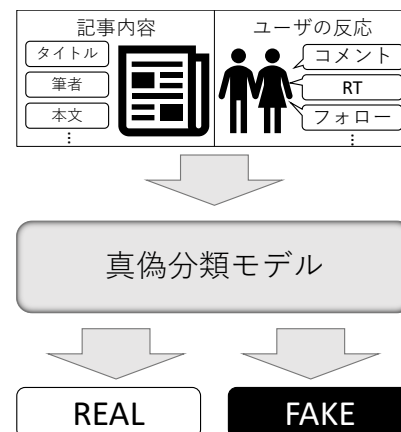 記事内容
タイトル
筆者
本文
⋮
ユーザの反応
コメント
RT
フォロー
⋮
真偽分類モデル
REAL
FAKE